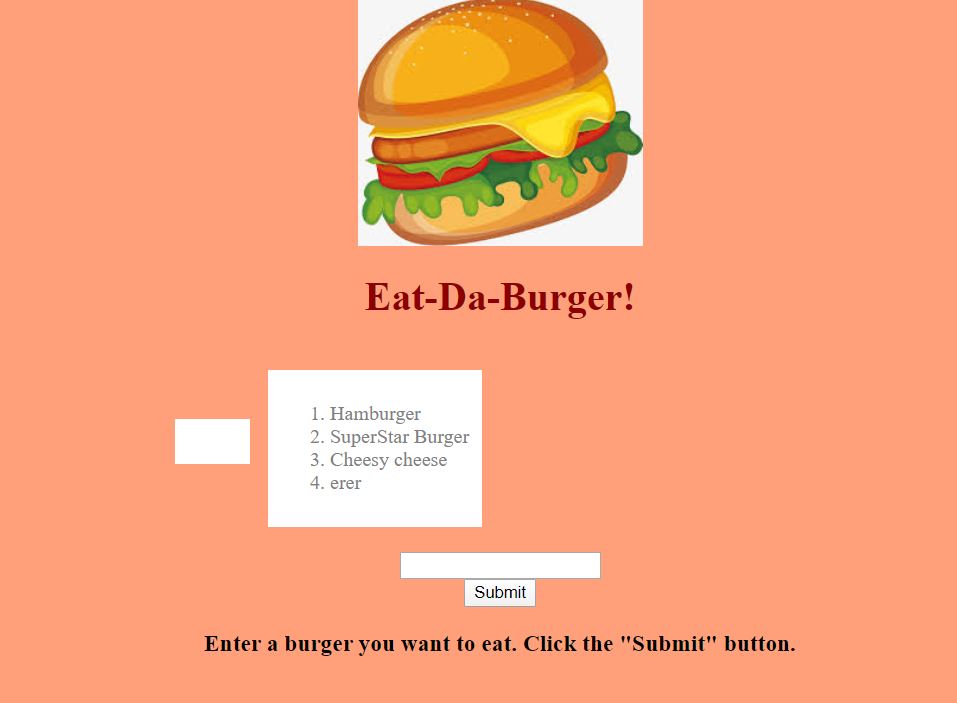 Eat-Da-Burger!
1. Hamburger
2. SuperStar Burger
3. Cheesy cheese
4. erer
Submit
Enter a burger you want to eat. Click the "Submit" button.